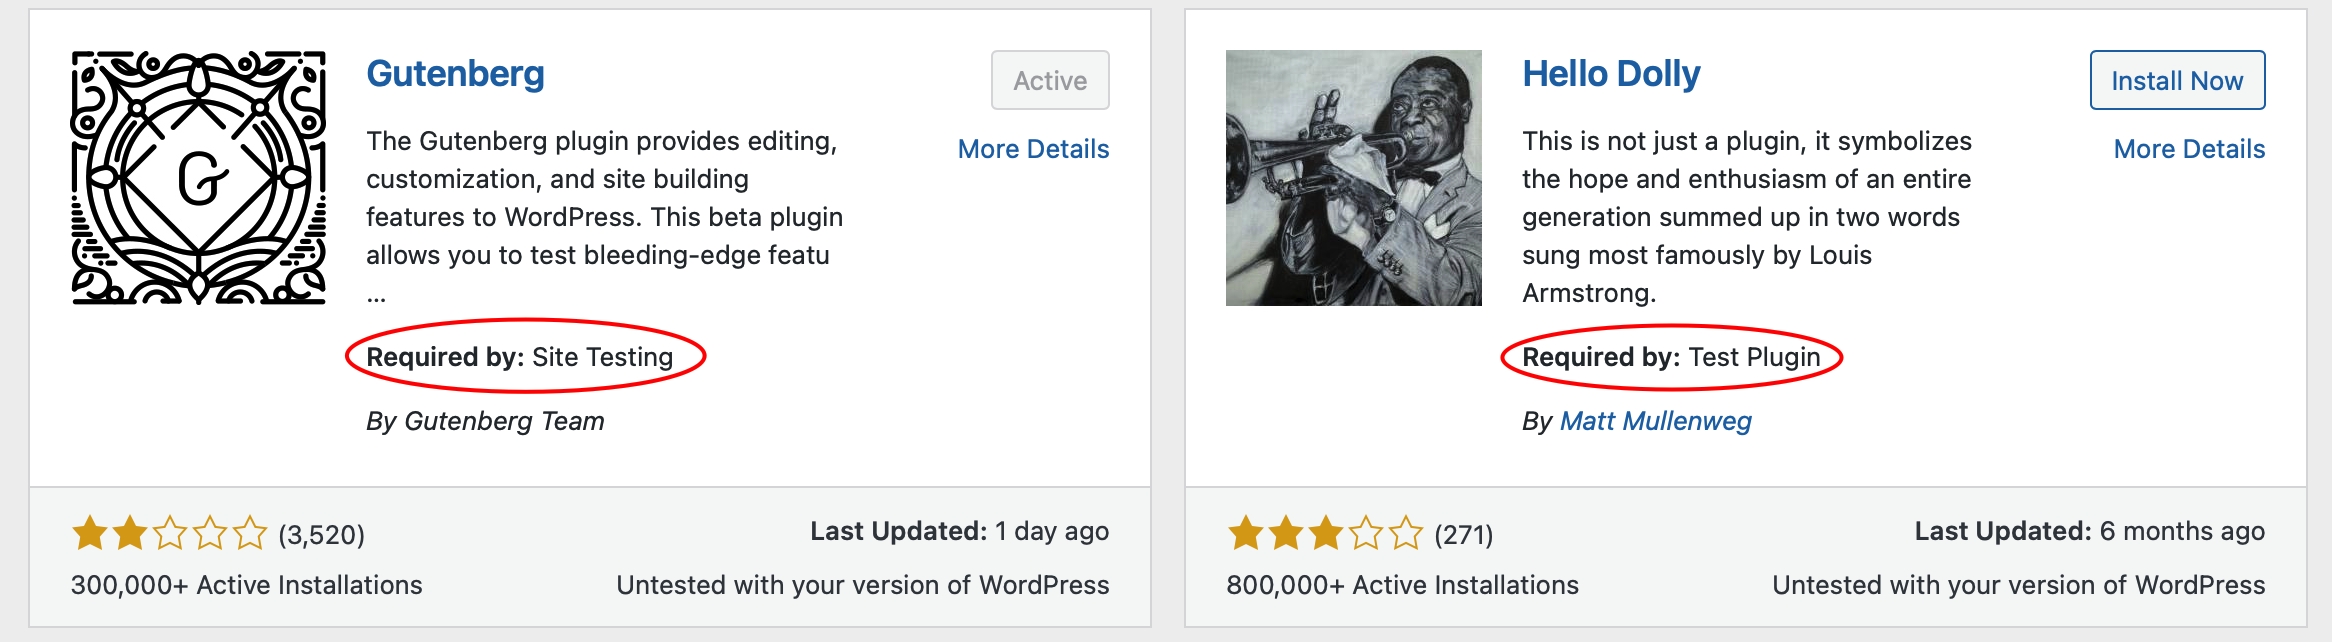 G
Gutenberg
Active
More Details
The Gutenberg plugin provides editing,
customization, and site building
features to WordPress. This beta plugin
allows you to test bleeding-edge featu
...
Required by: Site Testing
By Gutenberg Team
(3,520)
Last Updated: 1 day ago
300,000+ Active Installations
Untested with your version of WordPress
Hello Dolly
Install Now
More Details
This is not just a plugin, it symbolizes
the hope and enthusiasm of an entire
generation summed up in two words
sung most famously by Louis
Armstrong.
Required by: Test Plugin
By Matt Mullenweg
(271)
Last Updated: 6 months ago
800,000+ Active Installations
Untested with your version of WordPress